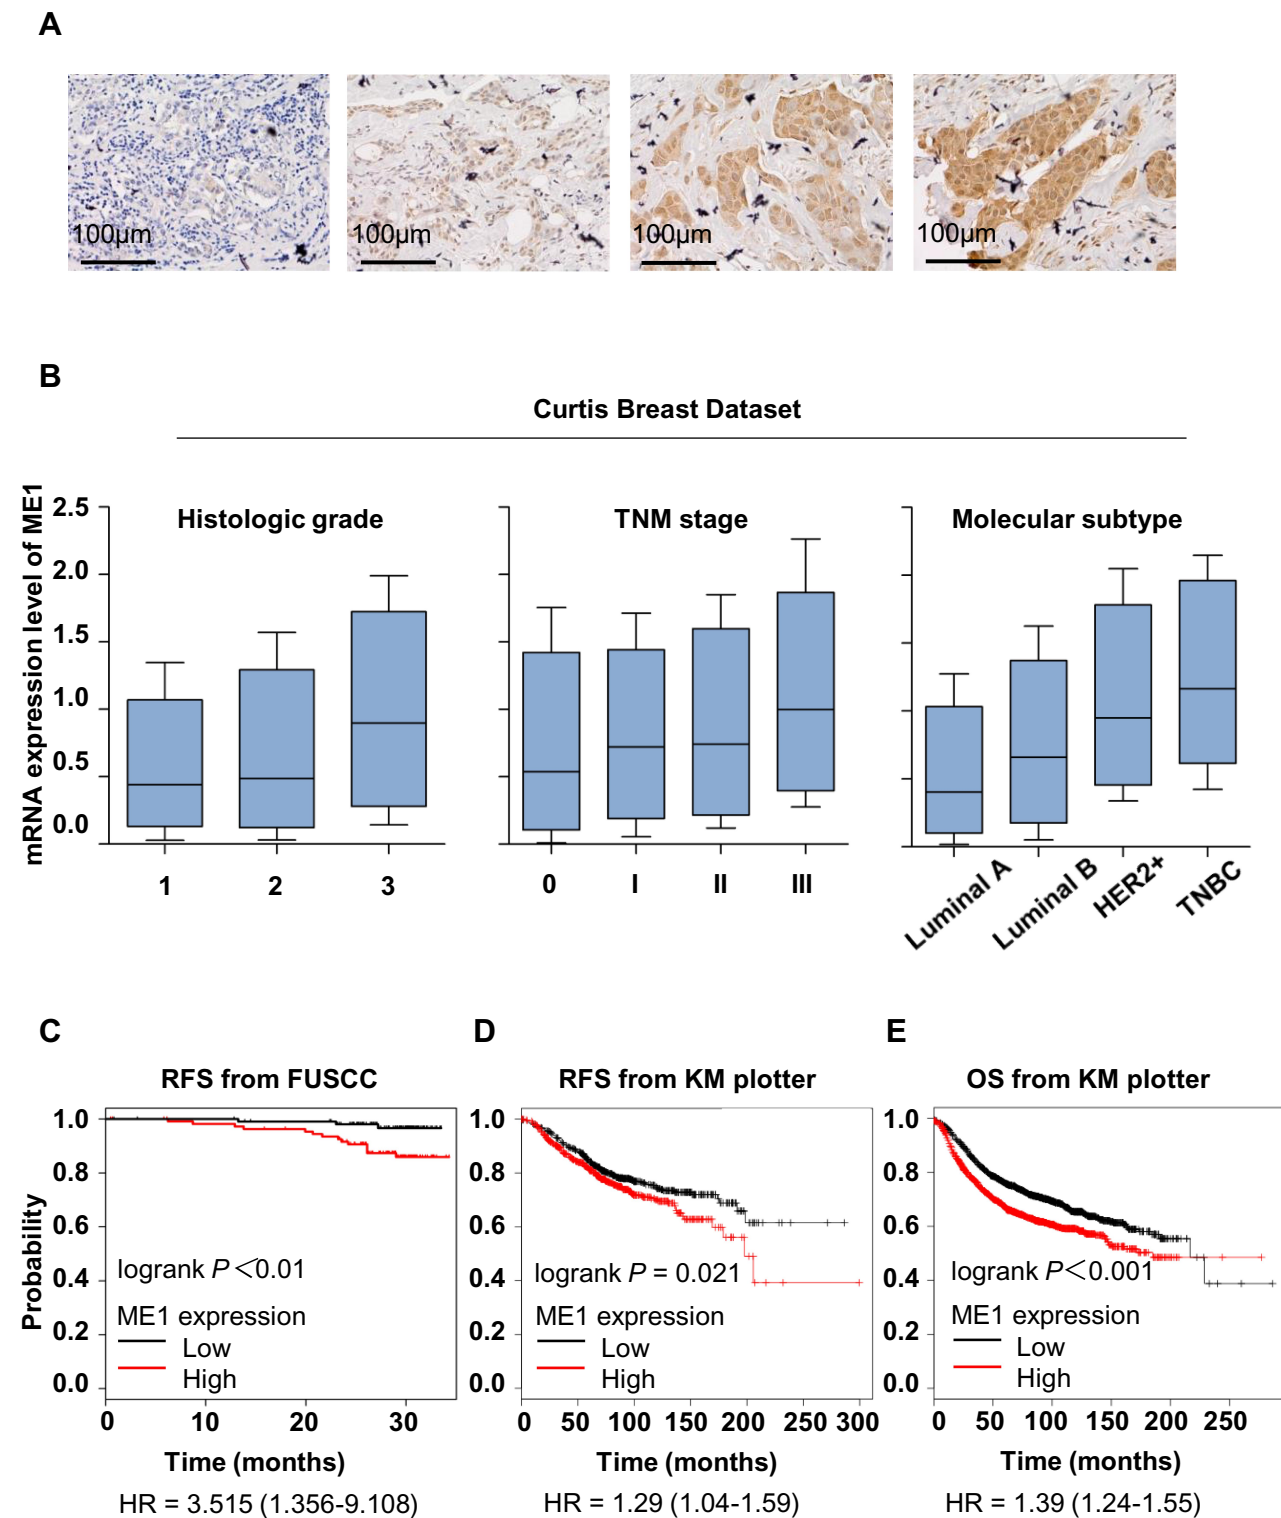 A
100µm
100µm
100µm
100µm
B
Curtis Breast Dataset
mRNA expression level of ME1
2.5
2.0
1.5
1.0
0.5
0.0
Histologic grade
1
2
3
TNM stage
0
I
II
III
Molecular subtype
Luminal A
Luminal B
HER2+
TNBC
C
RFS from FUSCC
Probability
1.0
0.8
0.6
0.4
0.2
0.0
logrank P<0.01
ME1 expression
Low
High
0 10 20 30
Time (months)
HR = 3.515 (1.356-9.108)
D
RFS from KM plotter
1.0
0.8
0.6
0.4
0.2
0.0
logrank P = 0.021
ME1 expression
Low
High
0 50 100 150 200 250 300
Time (months)
HR = 1.29 (1.04-1.59)
E
OS from KM plotter
1.0
0.8
0.6
0.4
0.2
0.0
logrank P<0.001
ME1 expression
Low
High
0 50 100 150 200 250
Time (months)
HR = 1.39 (1.24-1.55)